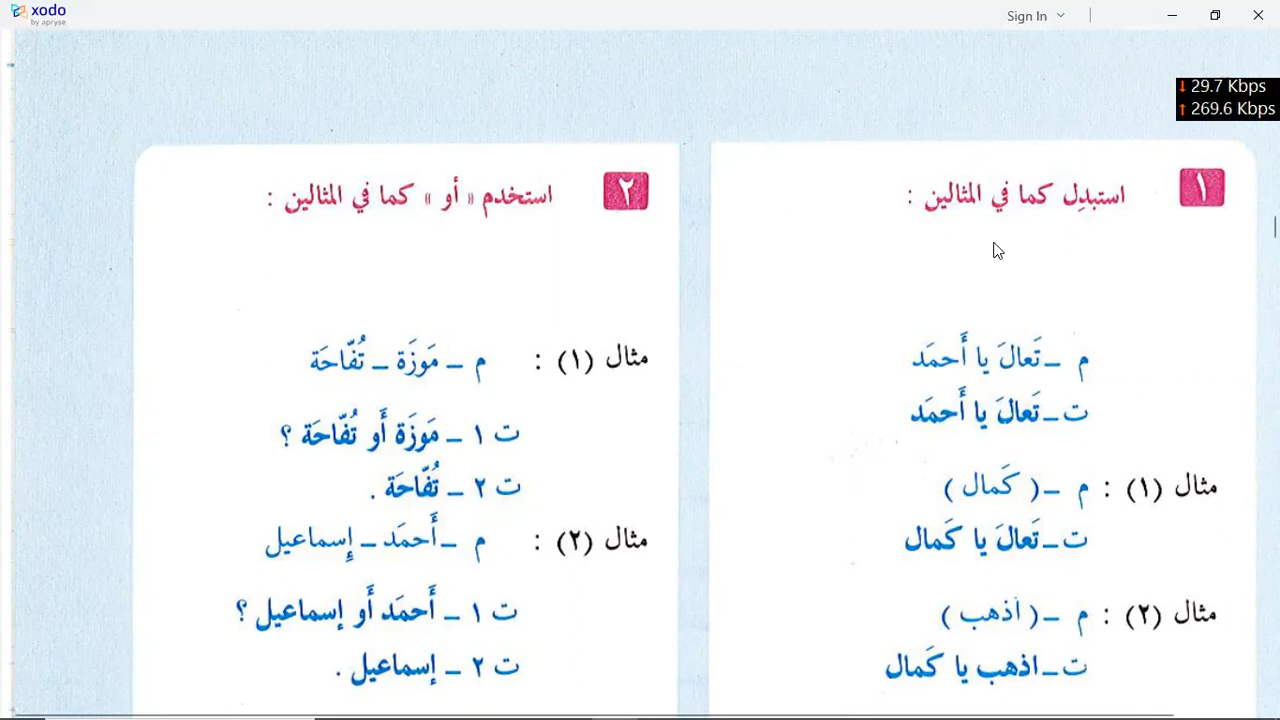 xodo
by apryse
Sign In
29.7 Kbps
269.6 Kbps
١
استبدِل كما في المثالين :
م ـ تَعالَ يا أَحمَد
ت ـ تَعالَ يا أَحمَد
مثال (١) : م ـ ( كَمال )
ت ـ تَعالَ يا كَمال
مثال (٢) : م ـ ( اذهب )
ت ـ اذهب يا كَمال
٢
استخدم « أو » كما في المثالين :
مثال (١) : م ـ مَوزَة ـ تُفّاحَة
ت ١ ـ مَوزَة أَو تُفّاحَة ؟
ت ٢ ـ تُفّاحَة .
مثال (٢) : م ـ أَحمَد ـ إِسماعيل
ت ١ ـ أَحمَد أَو إسماعيل ؟
ت ٢ ـ إسماعيل .